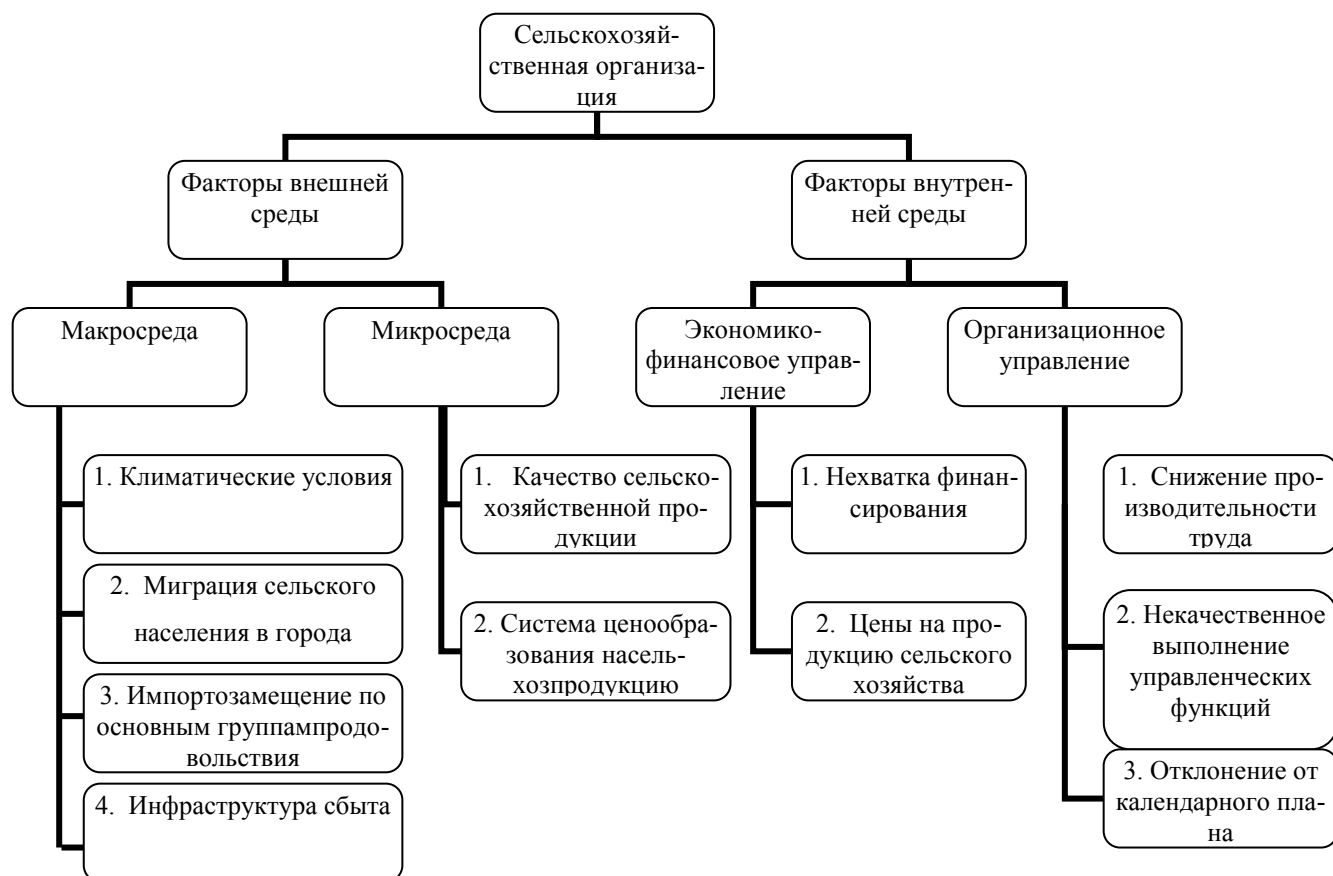 Сельскохозяй-
ственная организа-
ция
Факторы внешней
среды
Факторы внутрен-
ней среды
Макросреда
Микросреда
Экономико-
финансовое управ-
ление
Организационное
управление
1. Климатические условия
2. Миграция сельского
населения в города
3. Импортозамещение по
основным группампродо-
вольствия
4. Инфраструктура сбыта
1. Качество сельско-
хозяйственной про-
дукции
2. Система ценообра-
зования насель-
хозпродукцию
1. Нехватка финан-
сирования
2. Цены на про-
дукцию сельского
хозяйства
1. Снижение про-
изводительности
труда
2. Некачественное
выполнение
управленческих
функций
3. Отклонение от
календарного пла-
на